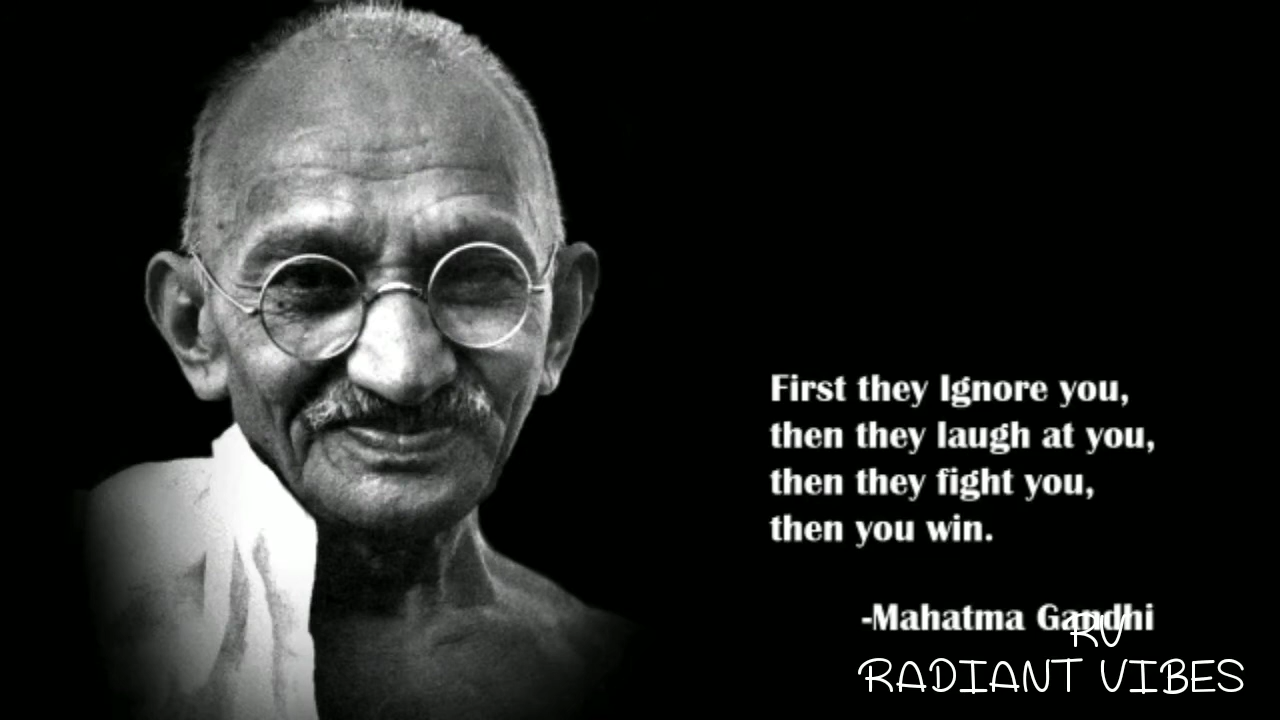 First they Ignore you,
then they laugh at you,
then they fight you,
then you win.
-Mahatma Gandhi
RV
RADIANT VIBES